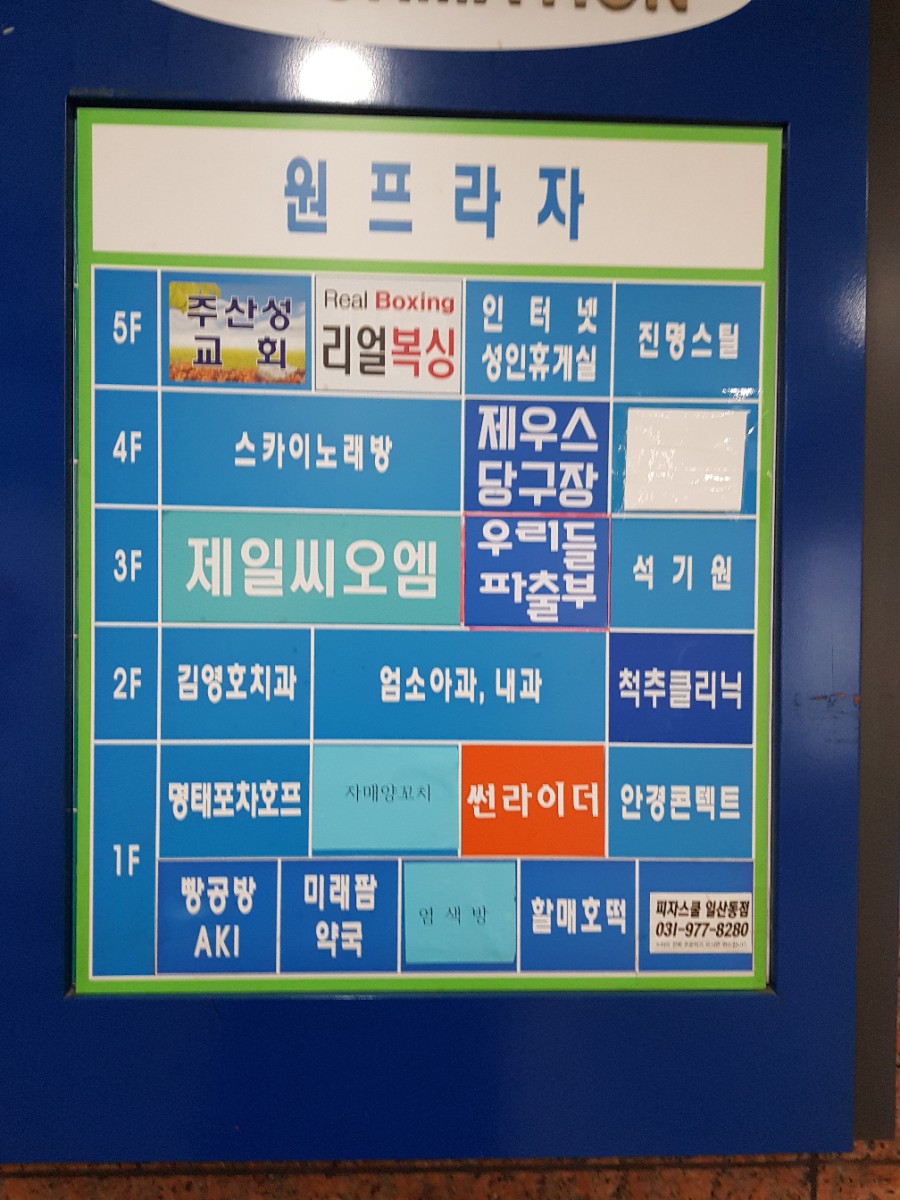 원프라자
5F
주산성
교회
Real Boxing
리얼복싱
인터넷
성인휴게실
진명스틸
4F
스카이노래방
제우스
당구장
3F
제일씨오엠
우리들
파출부
석기원
2F
김영호치과
엄소아과, 내과
척추클리닉
1F
명태포차호프
자매양꼬치
썬라이더
안경콘텍트
빵공방
AKI
미래팜
약국
염색방
할매호떡
피자스쿨 일산동점
031-977-8280